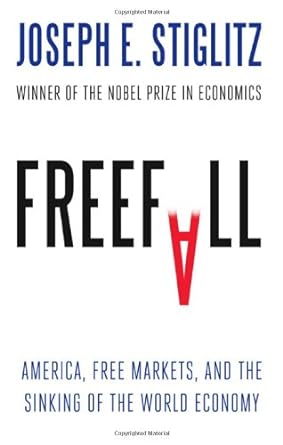 JOSEPH E. STIGLITZ
WINNER OF THE NOBEL PRIZE IN ECONOMICS
FREEFALL
AMERICA, FREE MARKETS, AND THE
SINKING OF THE WORLD ECONOMY